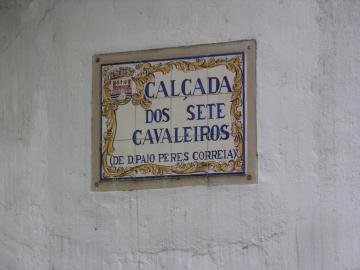 CALÇADA
DOS SETE
CAVALEIROS
(DE D. PAIO PERES CORREIA)